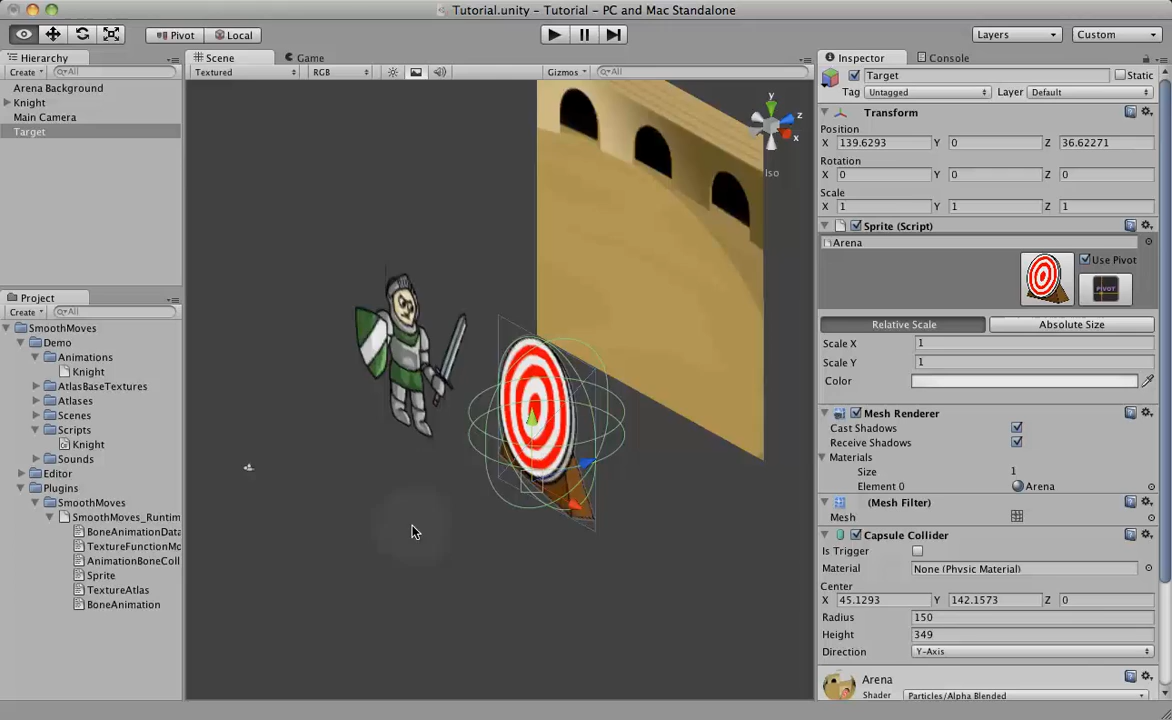 Tutorial.unity - Tutorial - PC and Mac Standalone
Pivot Local Layers Custom
Hierarchy Scene Game Inspector Console
Create All Textured RGB Gizmos All Target Static
Arena Background Tag Untagged Layer Default
Knight
Main Camera
Target
Transform
Position
X 139.6293 Y 0 Z 36.62271
Rotation
X 0 Y 0 Z 0
Scale
X 1 Y 1 Z 1
Sprite (Script)
Arena
Use Pivot
PIVOT
Relative Scale Absolute Size
Scale X 1
Scale Y 1
Color
Mesh Renderer
Cast Shadows
Receive Shadows
Materials
Size 1
Element 0 Arena
(Mesh Filter)
Mesh
Capsule Collider
Is Trigger
Material None (Physic Material)
Center
X 45.1293 Y 142.1573 Z 0
Radius 150
Height 349
Direction Y-Axis
Arena
Shader Particles/Alpha Blended
y
z
x
Iso
Project
Create All
SmoothMoves
Demo
Animations
Knight
AtlasBaseTextures
Atlases
Scenes
Scripts
Knight
Sounds
Editor
Plugins
SmoothMoves
SmoothMoves_Runtim
BoneAnimationData
TextureFunctionMo
AnimationBoneColl
Sprite
TextureAtlas
BoneAnimation